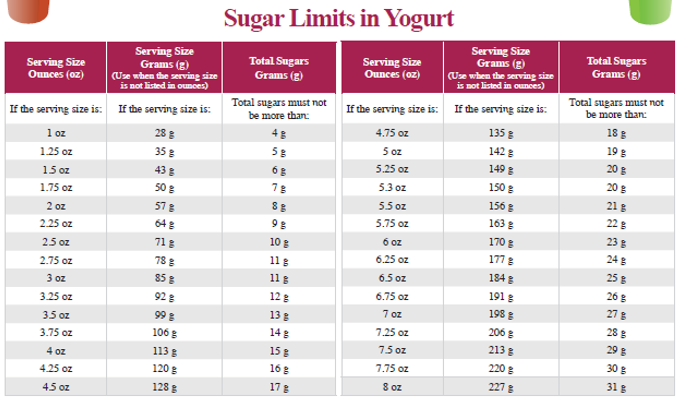 Sugar Limits in Yogurt
Serving Size Ounces (oz) Serving Size Grams (g) (Use when the serving size is not listed in ounces) Total Sugars Grams (g) Serving Size Ounces (oz) Serving Size Grams (g) (Use when the serving size is not listed in ounces) Total Sugars Grams (g)
If the serving size is: If the serving size is: Total sugars must not be more than: If the serving size is: If the serving size is: Total sugars must not be more than:
1 oz 28 g 4 g 4.75 oz 135 g 18 g
1.25 oz 35 g 5 g 5 oz 142 g 19 g
1.5 oz 43 g 6 g 5.25 oz 149 g 20 g
1.75 oz 50 g 7 g 5.3 oz 150 g 20 g
2 oz 57 g 8 g 5.5 oz 156 g 21 g
2.25 oz 64 g 9 g 5.75 oz 163 g 22 g
2.5 oz 71 g 10 g 6 oz 170 g 23 g
2.75 oz 78 g 11 g 6.25 oz 177 g 24 g
3 oz 85 g 11 g 6.5 oz 184 g 25 g
3.25 oz 92 g 12 g 6.75 oz 191 g 26 g
3.5 oz 99 g 13 g 7 oz 198 g 27 g
3.75 oz 106 g 14 g 7.25 oz 206 g 28 g
4 oz 113 g 15 g 7.5 oz 213 g 29 g
4.25 oz 120 g 16 g 7.75 oz 220 g 30 g
4.5 oz 128 g 17 g 8 oz 227 g 31 g